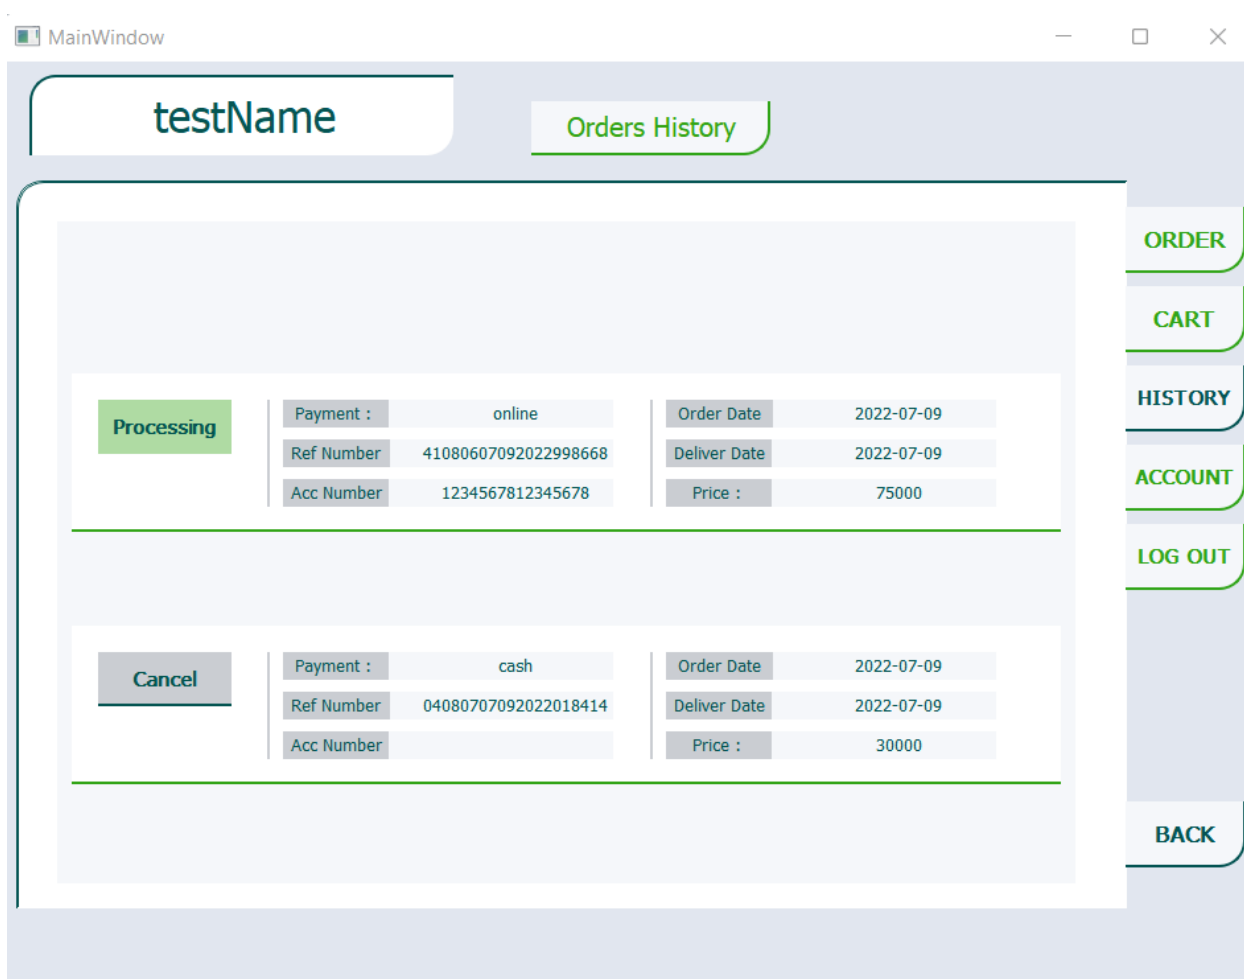 MainWindow
testName
Orders History
ORDER
CART
HISTORY
ACCOUNT
LOG OUT
BACK
Processing
Payment : online
Ref Number 41080607092022998668
Acc Number 1234567812345678
Order Date 2022-07-09
Deliver Date 2022-07-09
Price : 75000
Cancel
Payment : cash
Ref Number 04080707092022018414
Acc Number
Order Date 2022-07-09
Deliver Date 2022-07-09
Price : 30000